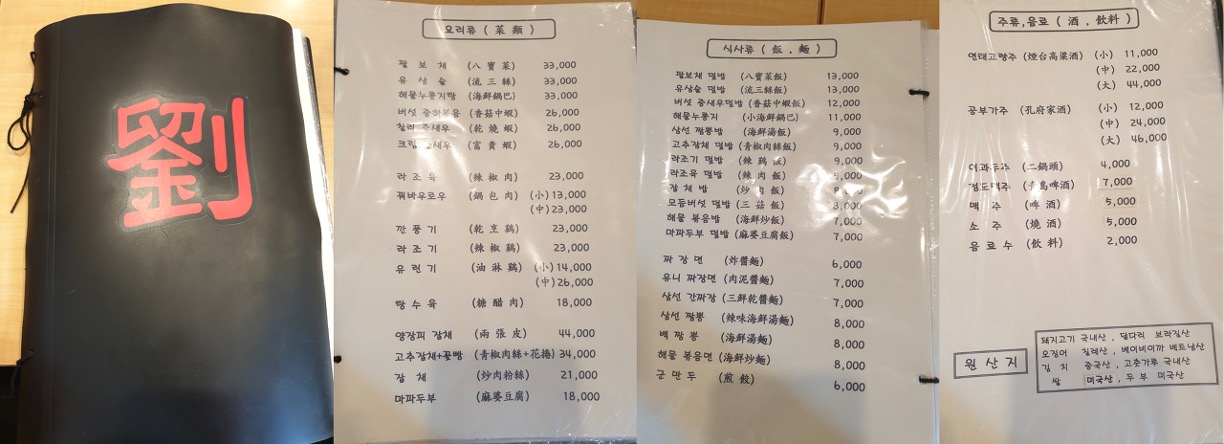 劉
요리류 ( 菜 類 )
팔 보 채 (八 寶 菜) 33,000
유 삼 슬 (流 三 絲) 33,000
해물누룽지탕 (海鮮鍋巴) 33,000
버섯 중하볶음 (香菇中蝦) 26,000
칠리 중새우 (乾 燒 蝦) 26,000
크림 중새우 (富 貴 蝦) 26,000
라 조 육 (辣 椒 肉) 23,000
꿔바우로우 (鍋 包 肉) (小) 13,000
(中) 23,000
깐 풍 기 (乾 烹 鷄) 23,000
라 조 기 (辣 椒 鷄) 23,000
유 린 기 (油 淋 鷄) (小) 14,000
(中) 26,000
탕 수 육 (糖 醋 肉) 18,000
양장피 잡채 (兩 張 皮) 44,000
고추잡채+꽃빵 (青椒肉絲+花捲) 34,000
잡 채 (炒肉粉絲) 21,000
마파두부 (麻婆豆腐) 18,000
식사류 ( 飯 , 麵 )
팔보채 덮밥 (八寶菜飯) 13,000
유삼슬 덮밥 (流三絲飯) 13,000
버섯 중새우덮밥 (香菇中蝦飯) 12,000
해물누룽지 (小海鮮鍋巴) 11,000
삼선 짬뽕밥 (海鮮湯飯) 9,000
고추잡채 덮밥 (青椒肉絲飯) 9,000
라조기 덮밥 (辣 鷄 飯) 9,000
라조육 덮밥 (辣 肉 飯)
잡 채 밥 (炒 肉 飯) 8,000
모듬버섯 덮밥 (三 菇 飯) 8,000
해물 볶음밥 (海鮮炒飯) 7,000
마파두부 덮밥 (麻婆豆腐飯) 7,000
짜 장 면 (炸醬麵) 6,000
유니 짜장면 (肉泥醬麵) 7,000
삼선 간짜장 (三鮮乾醬麵) 7,000
삼선 짬뽕 (辣味海鮮湯麵) 8,000
백 짬 뽕 (海鮮湯麵) 8,000
해물 볶음면 (海鮮炒麵) 8,000
군 만 두 (煎 餃) 6,000
주류,음료 ( 酒 , 飲料 )
연태고량주 (煙台高粱酒) (小) 11,000
(中) 22,000
(大) 44,000
공부가주 (孔府家酒) (小) 12,000
(中) 24,000
(大) 46,000
이과두주 (二鍋頭) 4,000
청도맥주 (青島啤酒) 7,000
맥 주 (啤 酒) 5,000
소 주 (燒 酒) 5,000
음 료 수 (飲 料) 2,000
원 산 지
돼지고기 국내산 , 닭다리 브라질산
오징어 칠레산 , 베이비이까 베트남산
김 치 중국산 , 고춧가루 국내산
쌀 미국산 , 두 부 미국산